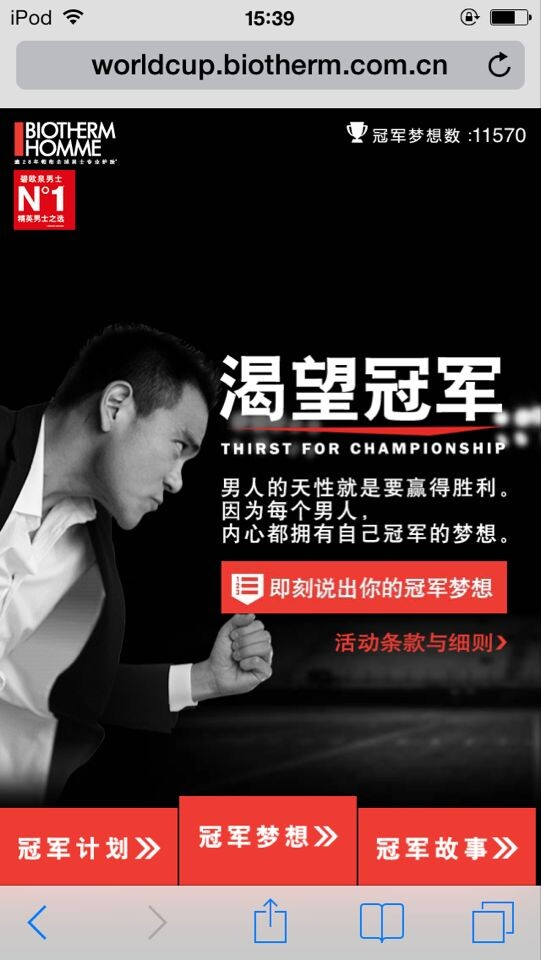 iPod
15:39
worldcup.biotherm.com.cn
BIOTHERM
HOMME
冠军梦想数 :11570
碧欧泉男士
N°1
精英男士之选
渴望冠军
THIRST FOR CHAMPIONSHIP
男人的天性就是要赢得胜利。
因为每个男人，
内心都拥有自己冠军的梦想。
即刻说出你的冠军梦想
活动条款与细则
冠军计划
冠军梦想
冠军故事